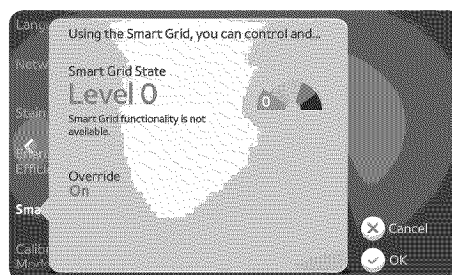 Using the Smart Grid, you can control and...
Smart Grid State
Level 0
0
Smart Grid functionality is not
available.
Override
On
Cancel
OK